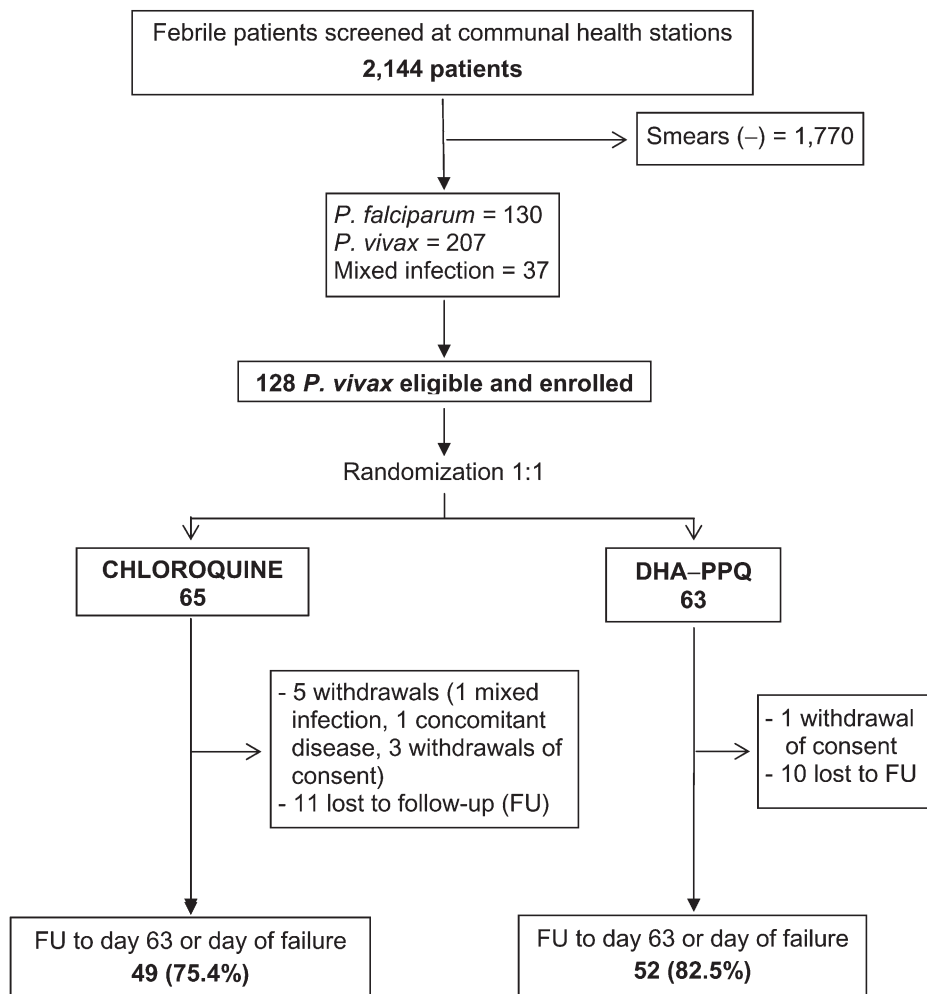 Febrile patients screened at communal health stations
2,144 patients
Smears (–) = 1,770
P. falciparum = 130
P. vivax = 207
Mixed infection = 37
128 P. vivax eligible and enrolled
Randomization 1:1
CHLOROQUINE
65
DHA–PPQ
63
- 5 withdrawals (1 mixed
infection, 1 concomitant
disease, 3 withdrawals of
consent)
- 11 lost to follow-up (FU)
- 1 withdrawal
of consent
- 10 lost to FU
FU to day 63 or day of failure
49 (75.4%)
FU to day 63 or day of failure
52 (82.5%)